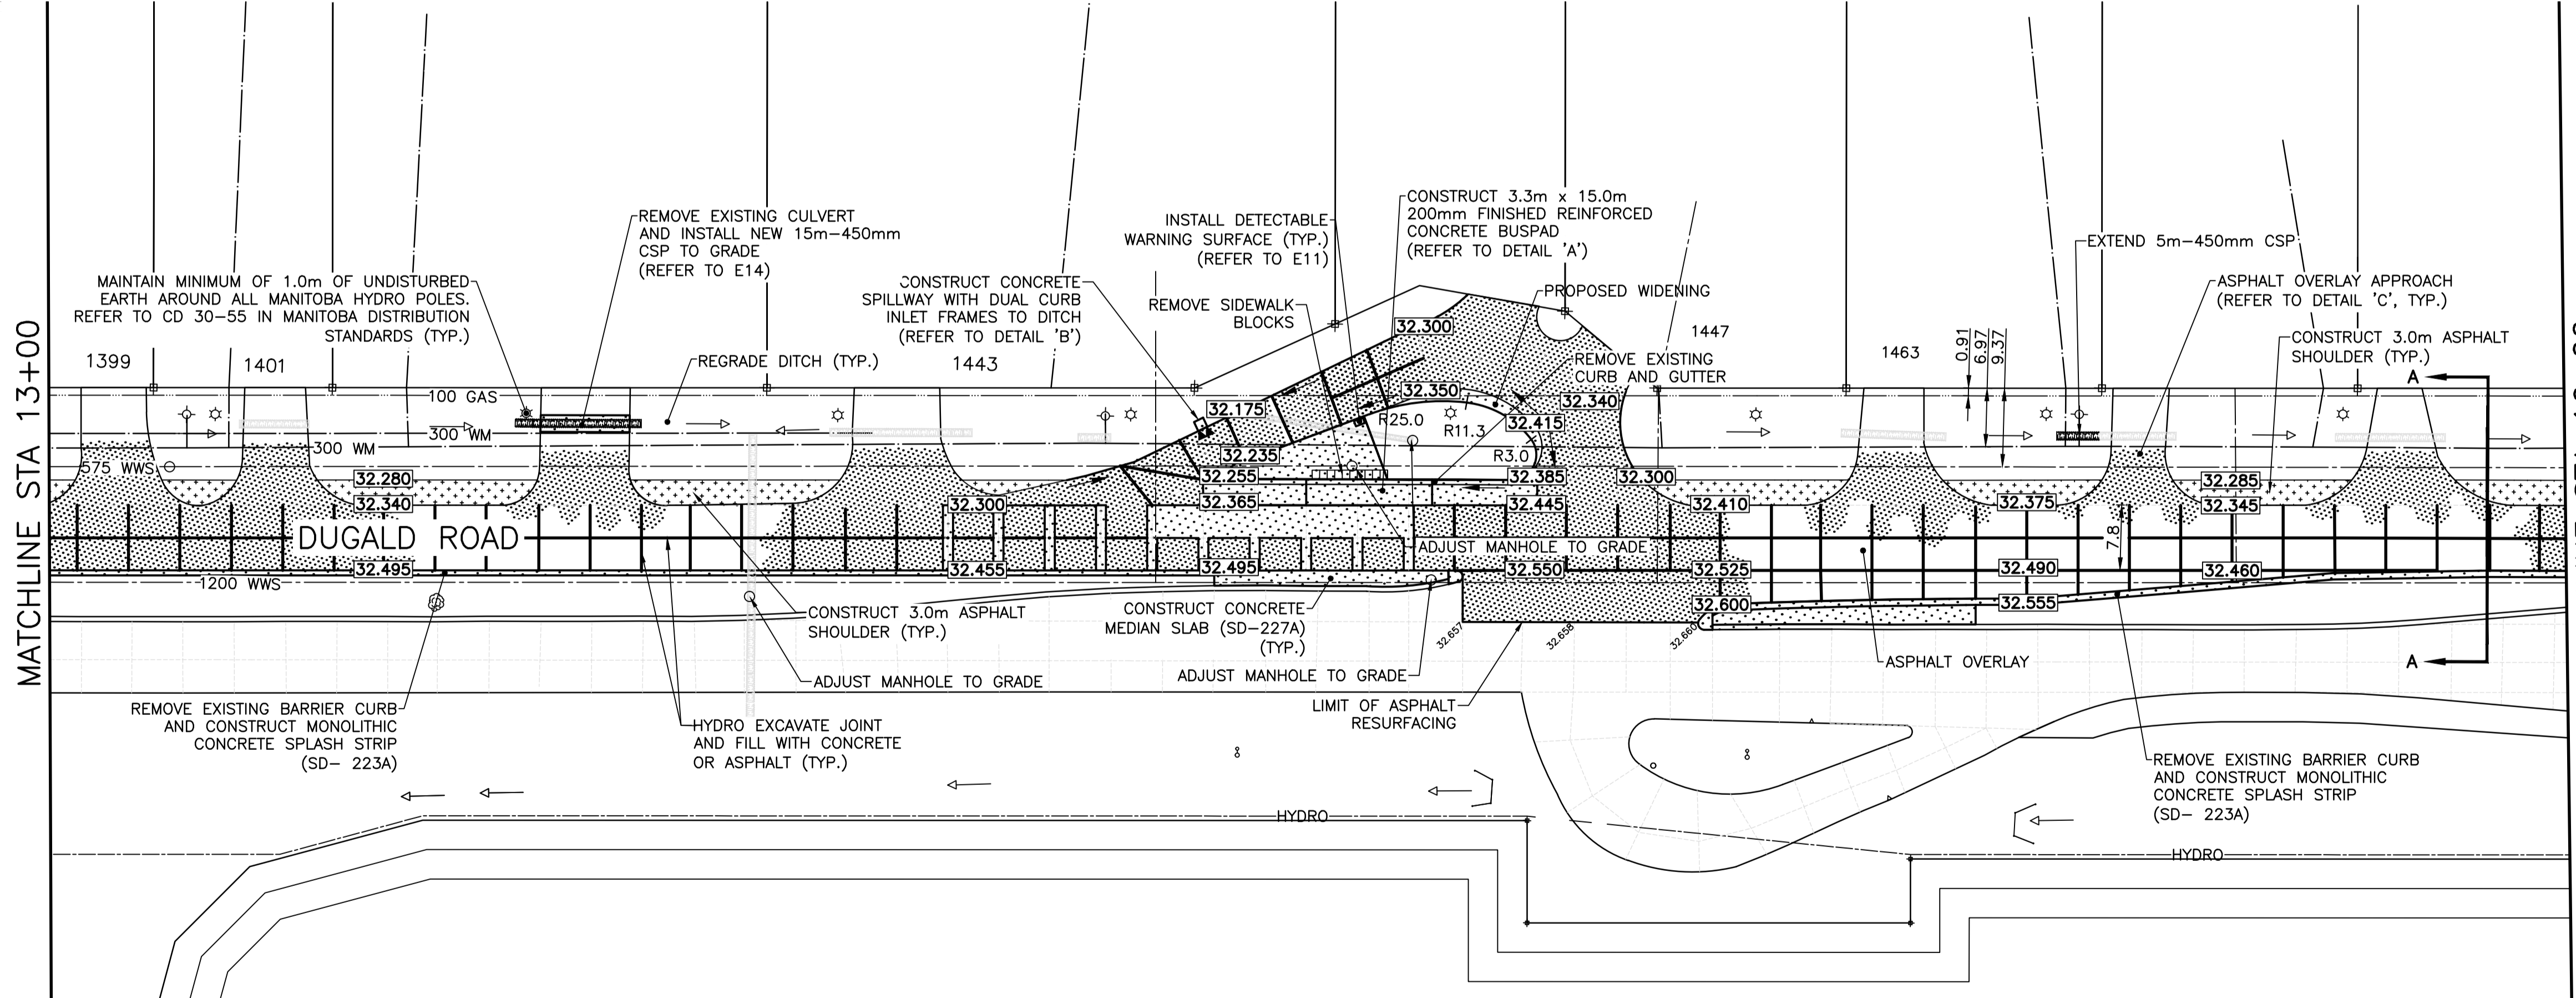 MATCHLINE STA 13+00
MAINTAIN MINIMUM OF 1.0m OF UNDISTURBED
EARTH AROUND ALL MANITOBA HYDRO POLES.
REFER TO CD 30-55 IN MANITOBA DISTRIBUTION
STANDARDS (TYP.)
REMOVE EXISTING CULVERT
AND INSTALL NEW 15m-450mm
CSP TO GRADE
(REFER TO E14)
REGRADE DITCH (TYP.)
CONSTRUCT CONCRETE
SPILLWAY WITH DUAL CURB
INLET FRAMES TO DITCH
(REFER TO DETAIL 'B')
INSTALL DETECTABLE
WARNING SURFACE (TYP.)
(REFER TO E11)
REMOVE SIDEWALK
BLOCKS
CONSTRUCT 3.3m x 15.0m
200mm FINISHED REINFORCED
CONCRETE BUSPAD
(REFER TO DETAIL 'A')
PROPOSED WIDENING
REMOVE EXISTING
CURB AND GUTTER
EXTEND 5m-450mm CSP
ASPHALT OVERLAY APPROACH
(REFER TO DETAIL 'C', TYP.)
CONSTRUCT 3.0m ASPHALT
SHOULDER (TYP.)
1399
1401
1443
1447
1463
0.91
6.97
9.37
A
100 GAS
300 WM
300 WM
575 WWS
1200 WWS
32.300
32.350
32.340
32.175
32.415
32.235
R25.0
R11.3
R3.0
32.280
32.255
32.385
32.300
32.285
32.340
32.300
32.365
32.445
32.410
32.375
32.345
DUGALD ROAD
7.8
ADJUST MANHOLE TO GRADE
32.495
32.455
32.495
32.550
32.525
32.490
32.460
32.600
32.555
32.657
32.658
32.660
CONSTRUCT 3.0m ASPHALT
SHOULDER (TYP.)
CONSTRUCT CONCRETE
MEDIAN SLAB (SD-227A)
(TYP.)
ADJUST MANHOLE TO GRADE
ADJUST MANHOLE TO GRADE
ASPHALT OVERLAY
A
LIMIT OF ASPHALT
RESURFACING
REMOVE EXISTING BARRIER CURB
AND CONSTRUCT MONOLITHIC
CONCRETE SPLASH STRIP
(SD- 223A)
HYDRO EXCAVATE JOINT
AND FILL WITH CONCRETE
OR ASPHALT (TYP.)
REMOVE EXISTING BARRIER CURB
AND CONSTRUCT MONOLITHIC
CONCRETE SPLASH STRIP
(SD- 223A)
HYDRO
HYDRO